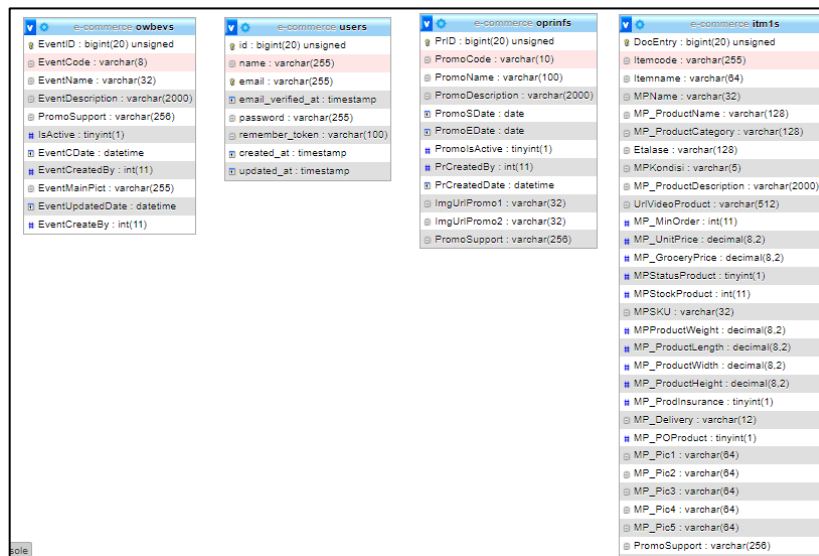 e-commerce owbevs
EventID : bigint(20) unsigned
EventCode : varchar(8)
EventName : varchar(32)
EventDescription : varchar(2000)
PromoSupport : varchar(256)
IsActive : tinyint(1)
EventCDate : datetime
EventCreatedBy : int(11)
EventMainPict : varchar(255)
EventUpdatedDate : datetime
EventCreateBy : int(11)
e-commerce users
id : bigint(20) unsigned
name : varchar(255)
email : varchar(255)
email_verified_at : timestamp
password : varchar(255)
remember_token : varchar(100)
created_at : timestamp
updated_at : timestamp
e-commerce oprinfs
PrID : bigint(20) unsigned
PromoCode : varchar(10)
PromoName : varchar(100)
PromoDescription : varchar(2000)
PromoSDate : date
PromoEDate : date
PromoIsActive : tinyint(1)
PrCreatedBy : int(11)
PrCreatedDate : datetime
ImgUrlPromo1 : varchar(32)
ImgUrlPromo2 : varchar(32)
PromoSupport : varchar(256)
e-commerce itm1s
DocEntry : bigint(20) unsigned
Itemcode : varchar(255)
Itemname : varchar(64)
MPName : varchar(32)
MP_ProductName : varchar(128)
MP_ProductCategory : varchar(128)
Etalase : varchar(128)
MPKondisi : varchar(5)
MP_ProductDescription : varchar(2000)
UrlVideoProduct : varchar(512)
MP_MinOrder : int(11)
MP_UnitPrice : decimal(8,2)
MP_GroceryPrice : decimal(8,2)
MPStatusProduct : tinyint(1)
MPStockProduct : int(11)
MPSKU : varchar(32)
MPProductWeight : decimal(8,2)
MP_ProductLength : decimal(8,2)
MP_ProductWidth : decimal(8,2)
MP_ProductHeight : decimal(8,2)
MP_ProdInsurance : tinyint(1)
MP_Delivery : varchar(12)
MP_POProduct : tinyint(1)
MP_Pic1 : varchar(64)
MP_Pic2 : varchar(64)
MP_Pic3 : varchar(64)
MP_Pic4 : varchar(64)
MP_Pic5 : varchar(64)
PromoSupport : varchar(256)
sole